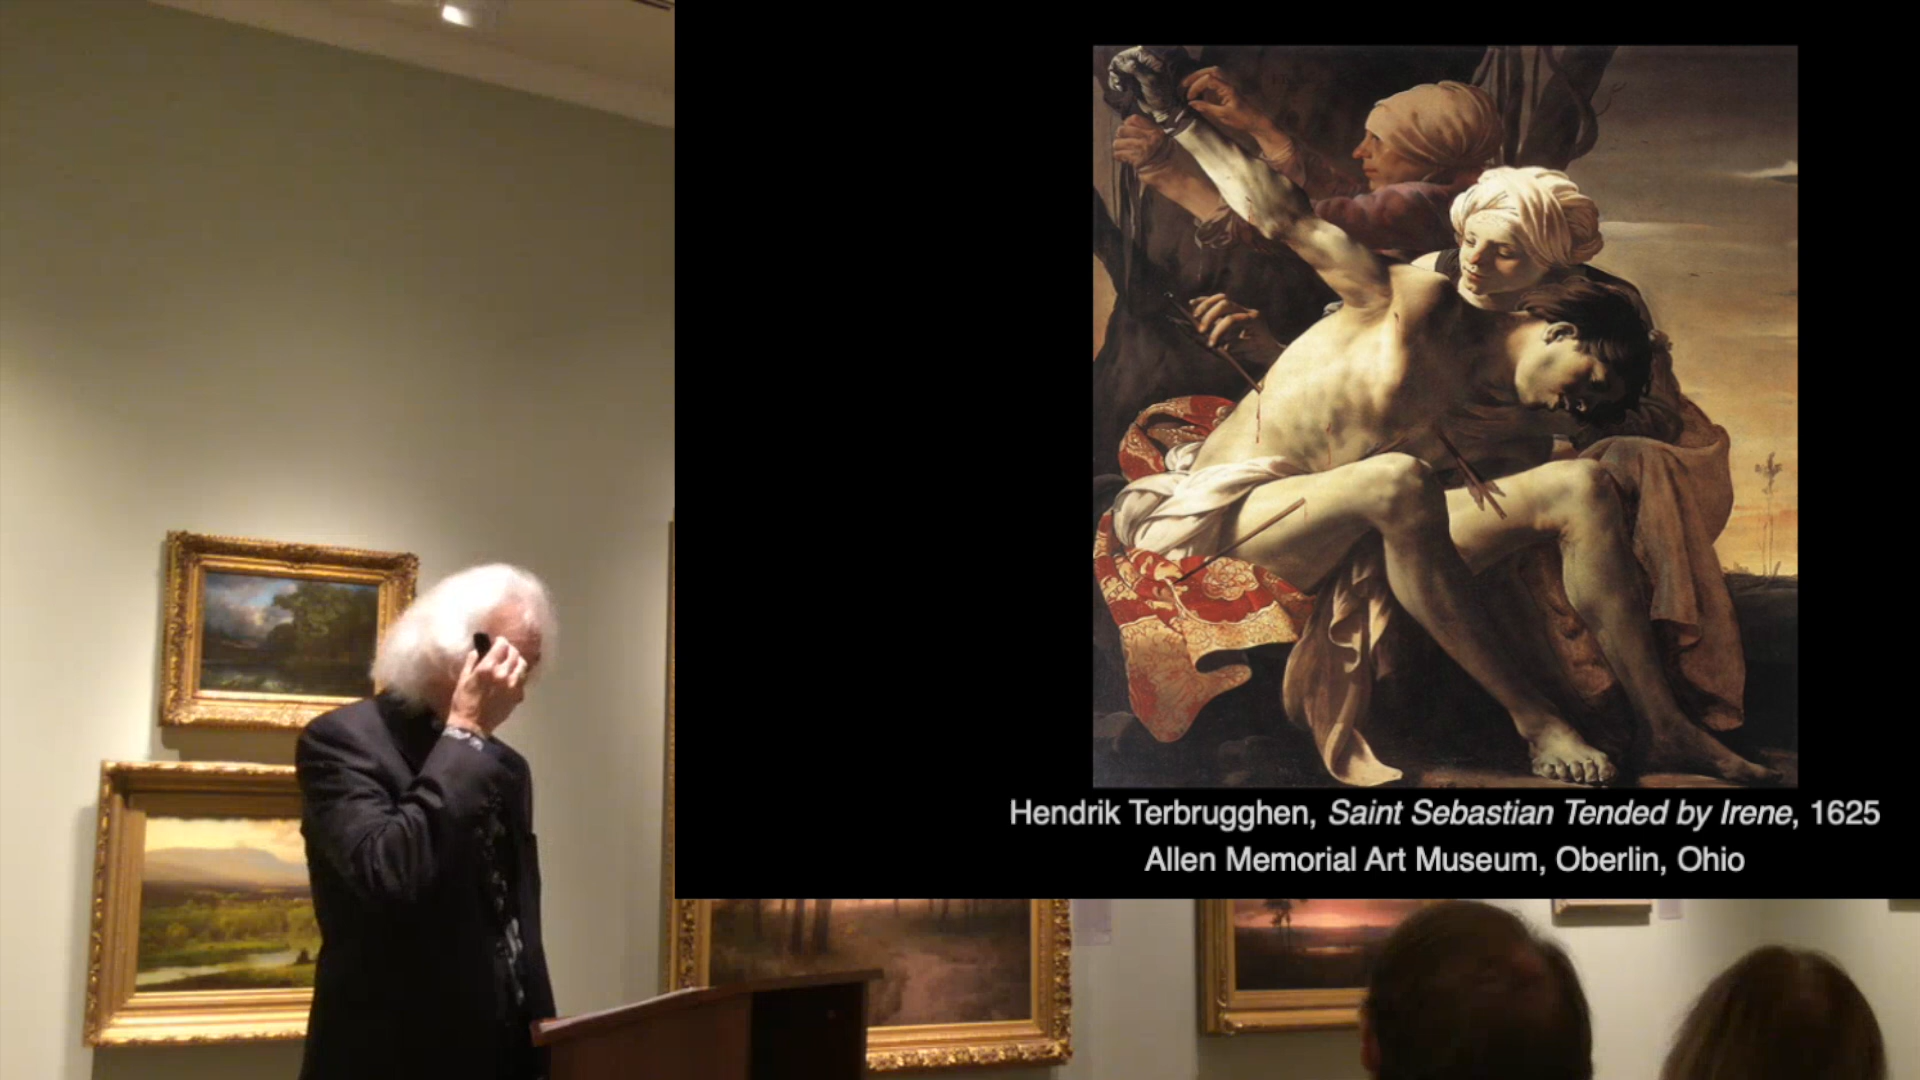 Hendrik Terbrugghen, Saint Sebastian Tended by Irene, 1625
Allen Memorial Art Museum, Oberlin, Ohio